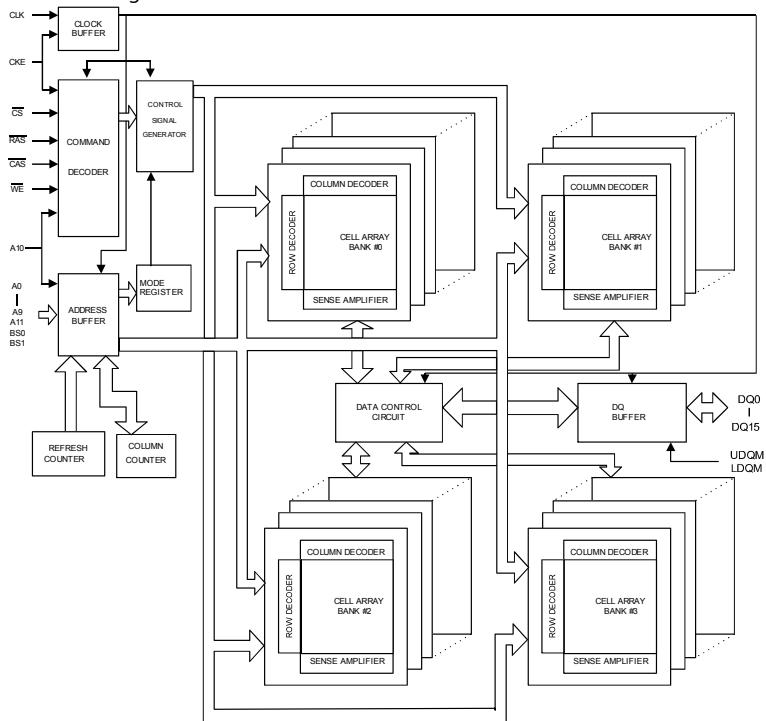 CLK
CLOCK
BUFFER
CKE
CS
RAS
CAS
WE
COMMAND
DECODER
CONTROL
SIGNAL
GENERATOR
A10
A0
A9
A11
BS0
BS1
ADDRESS
BUFFER
MODE
REGISTER
REFRESH
COUNTER
COLUMN
COUNTER
COLUMN DECODER
ROW DECODER
CELL ARRAY
BANK #0
SENSE AMPLIFIER
COLUMN DECODER
ROW DECODER
CELL ARRAY
BANK #1
SENSE AMPLIFIER
DATA CONTROL
CIRCUIT
DQ
BUFFER
DQ0
DQ15
UDQM
LDQM
COLUMN DECODER
ROW DECODER
CELL ARRAY
BANK #2
SENSE AMPLIFIER
COLUMN DECODER
ROW DECODER
CELL ARRAY
BANK #3
SENSE AMPLIFIER